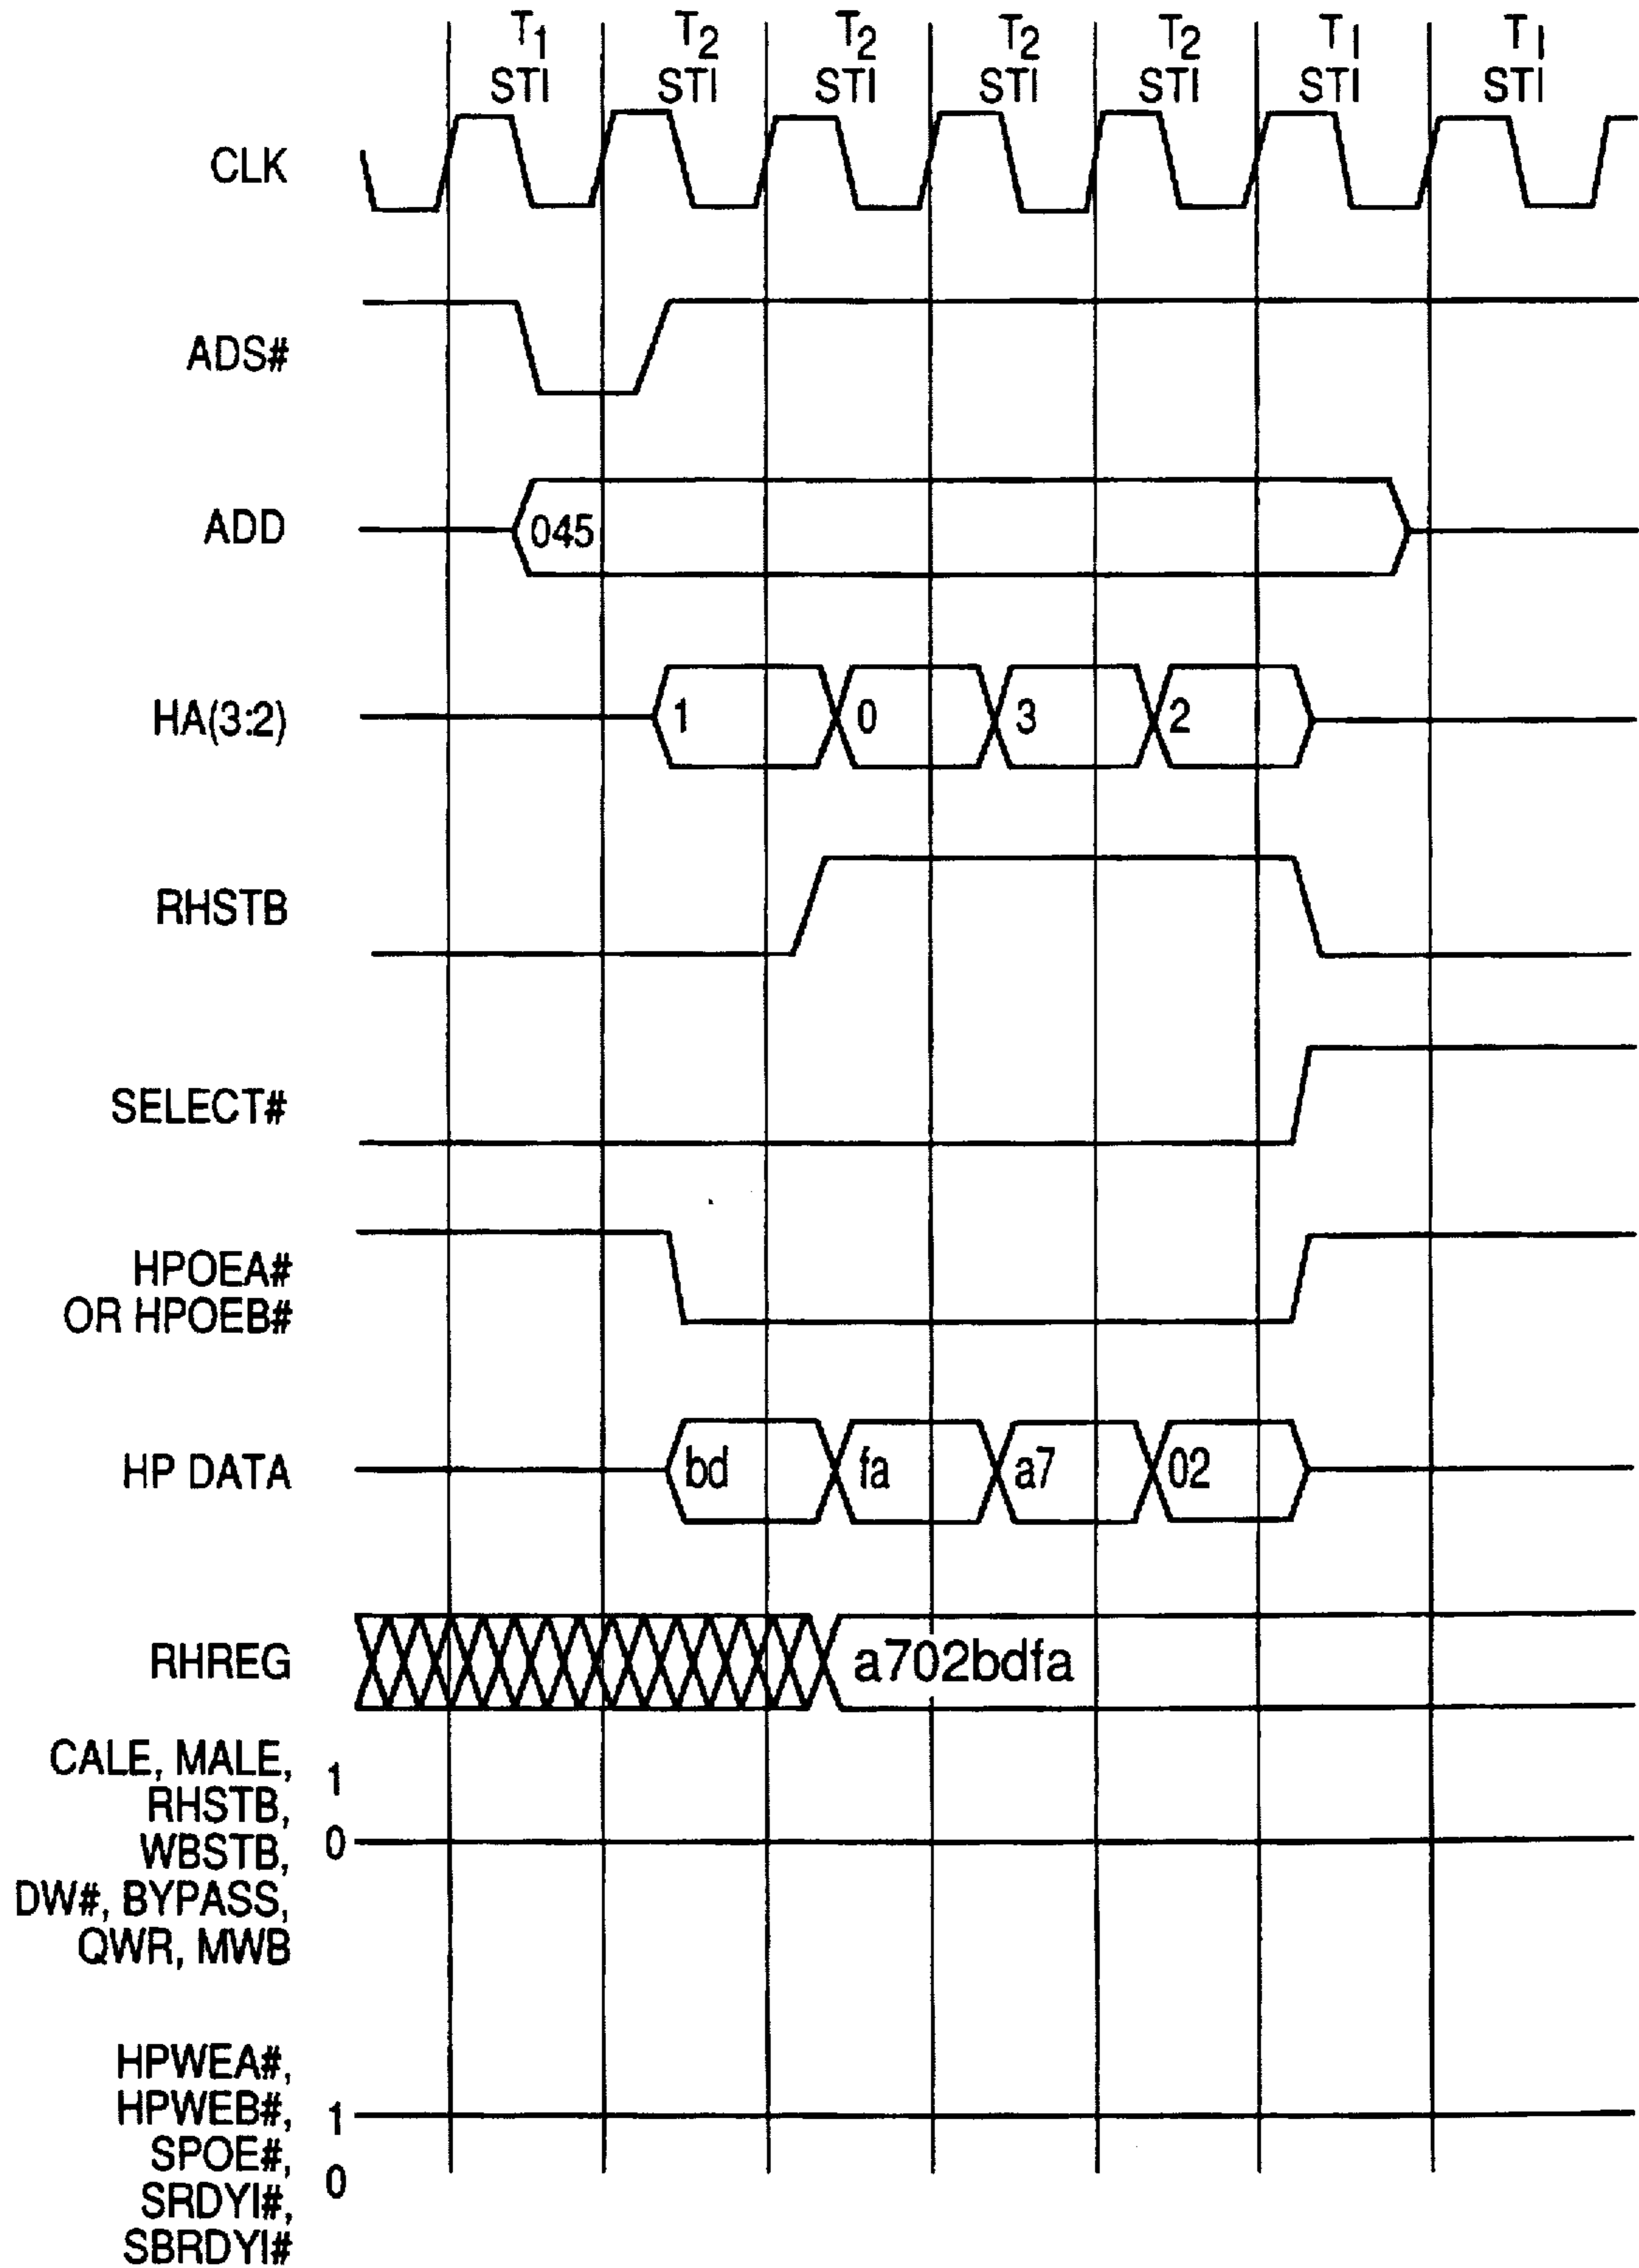 T1 T2 T2 T2 T2 T1 T1
STI STI STI STI STI STI STI
CLK
ADS#
ADD 045
HA(3:2) 1 0 3 2
RHSTB
SELECT#
HPOEA#
OR HPOEB#
HP DATA bd fa a7 02
RHREG a702bdfa
CALE, MALE, 1
RHSTB,
WBSTB, 0
DW#, BYPASS,
QWR, MWB
HPWEA#,
HPWEB#, 1
SPOE#,
SRDYI#, 0
SBRDYI#